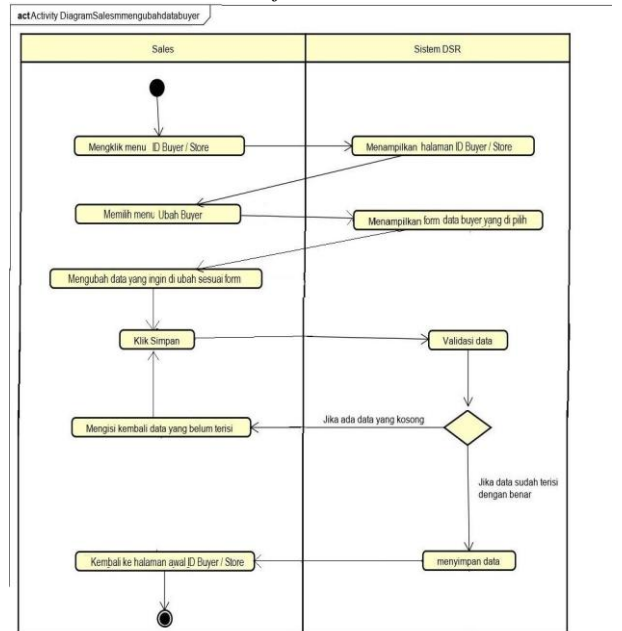 act Activity DiagramSalesmmengubahdatabuyer
Sales
Sistem DSR
Mengklik menu ID Buyer / Store
Menampilkan halaman ID Buyer / Store
Memilih menu Ubah Buyer
Menampilkan form data buyer yang di pilih
Mengubah data yang ingin di ubah sesuai form
Klik Simpan
Validasi data
Jika ada data yang kosong
Mengisi kembali data yang belum terisi
Jika data sudah terisi
dengan benar
Kembali ke halaman awal ID Buyer / Store
menyimpan data